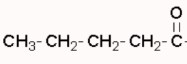 O
CH₃- CH₂- CH₂- CH₂- C-